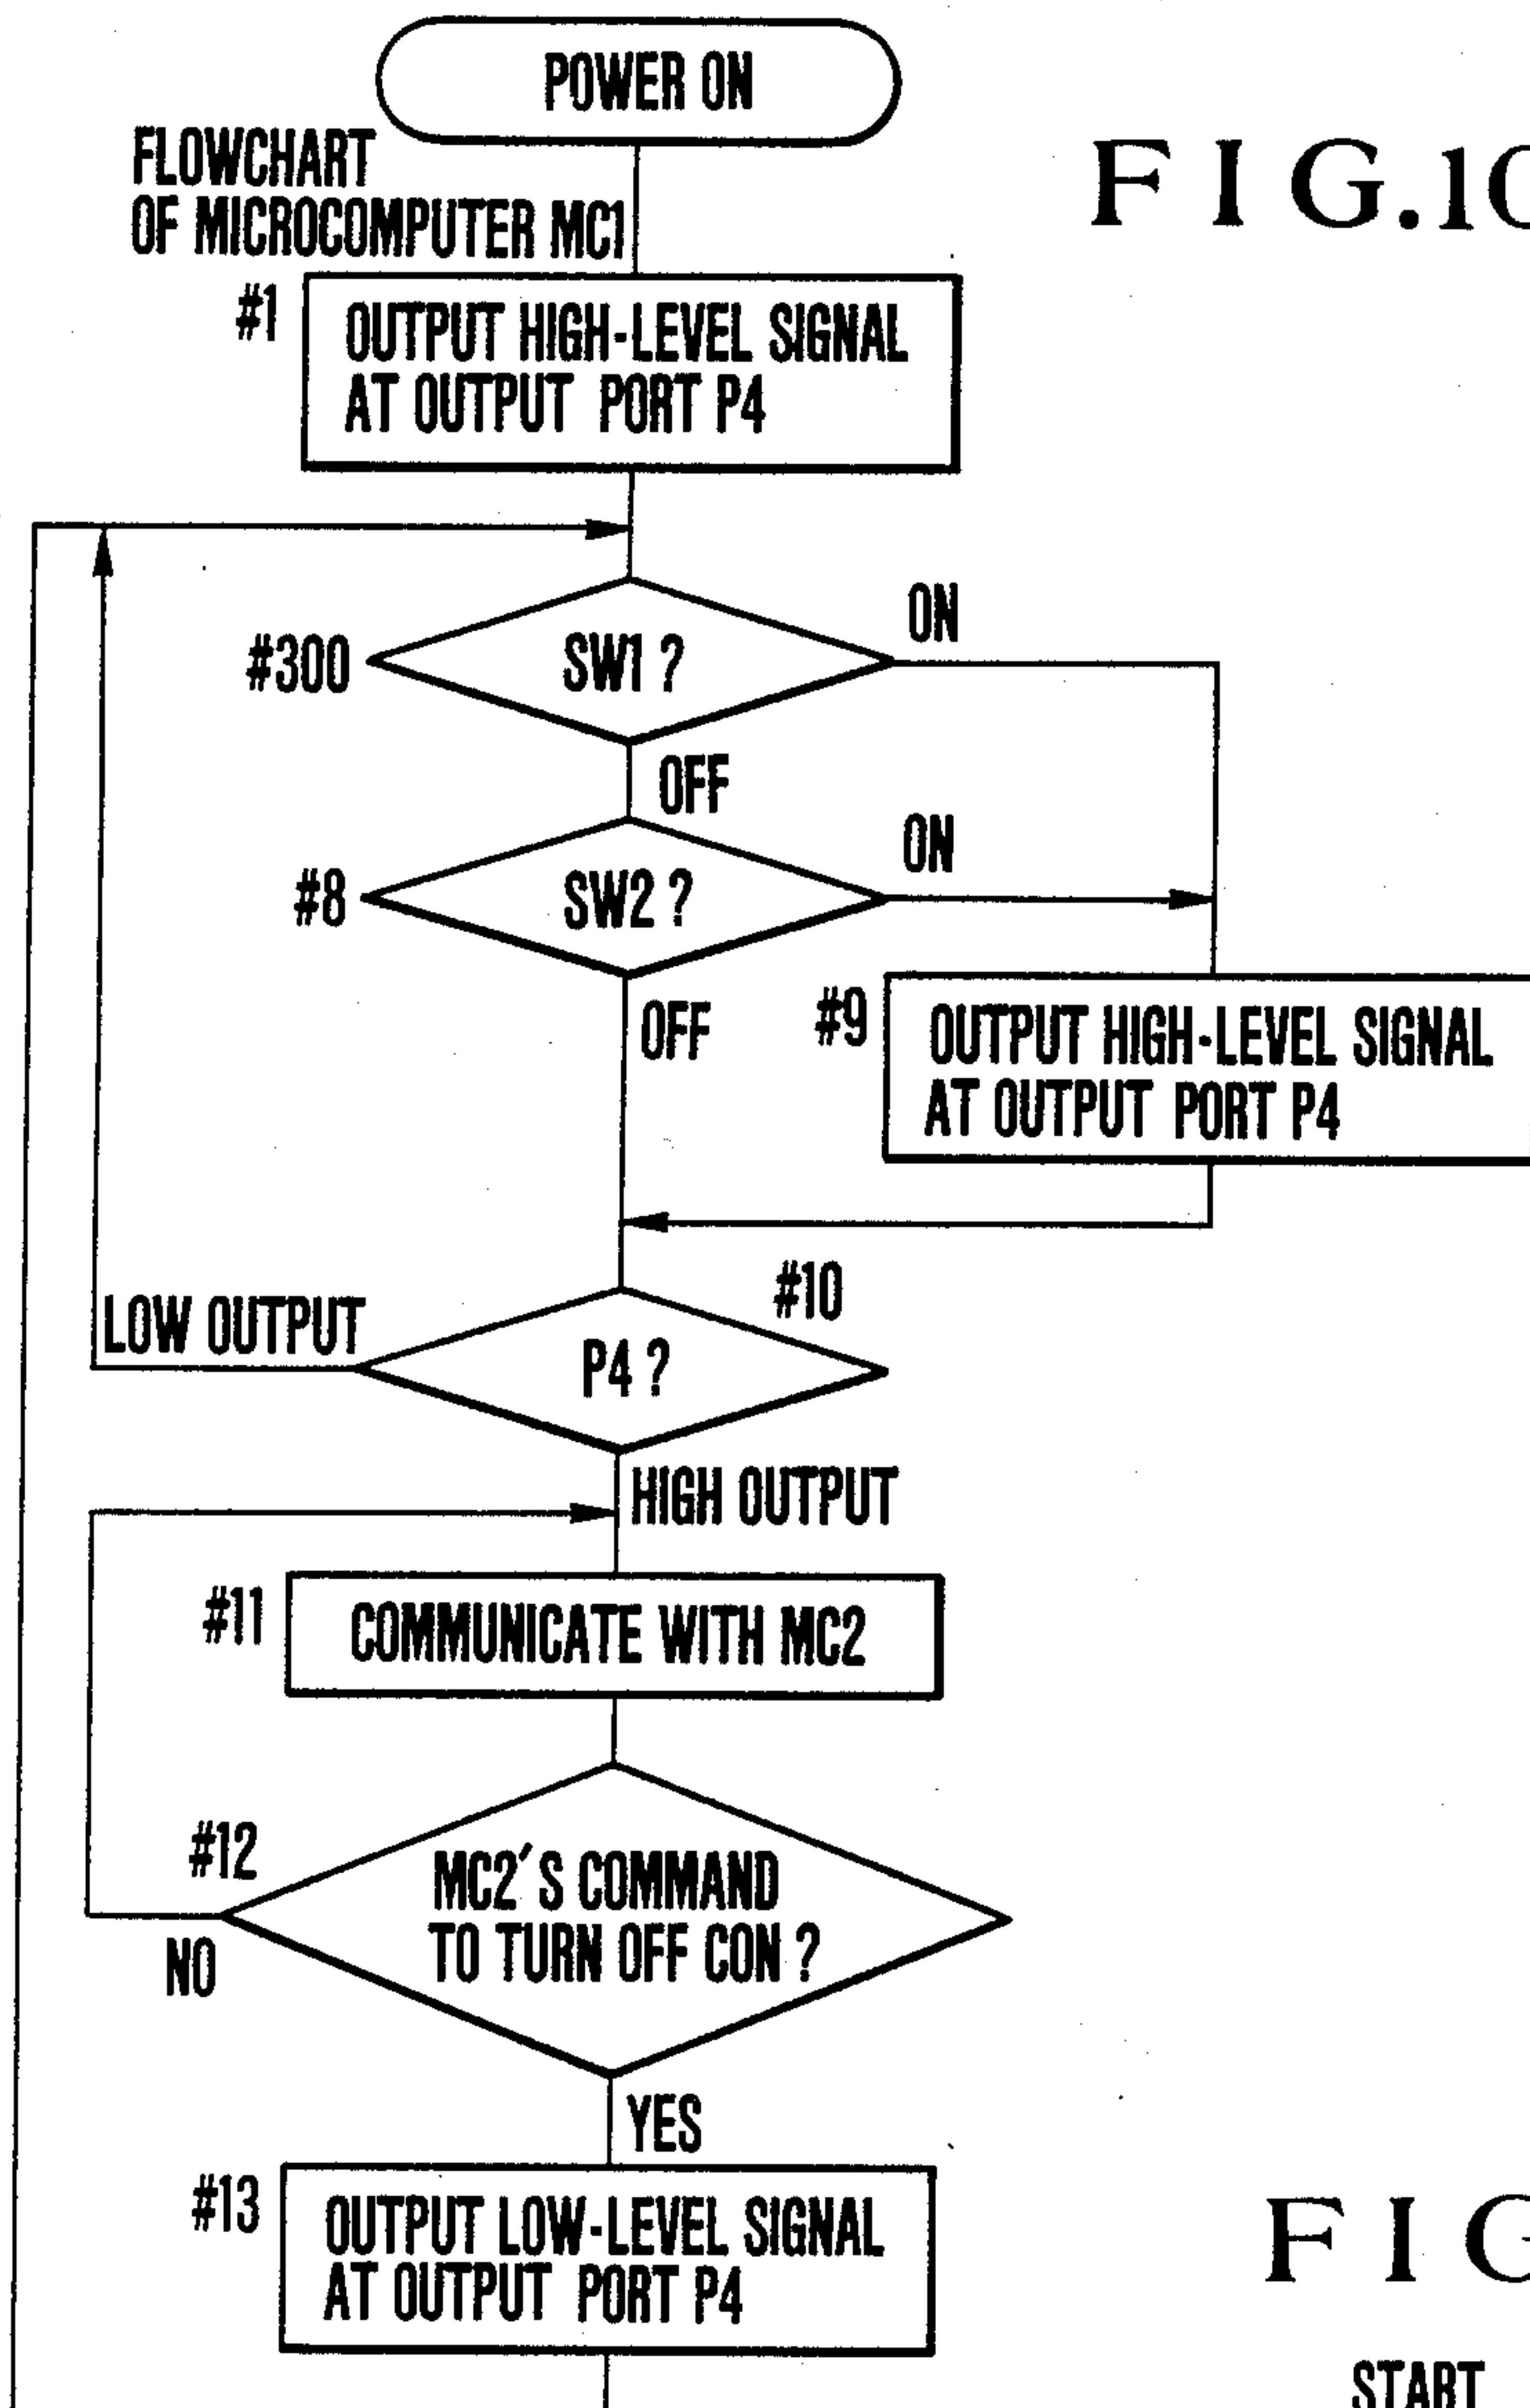 POWER ON
FLOWCHART
OF MICROCOMPUTER MC1
FIG.10
#1
OUTPUT HIGH-LEVEL SIGNAL
AT OUTPUT PORT P4
#300
SW1 ?
ON
OFF
#8
SW2 ?
ON
OFF
#9
OUTPUT HIGH-LEVEL SIGNAL
AT OUTPUT PORT P4
#10
LOW OUTPUT
P4 ?
HIGH OUTPUT
#11
COMMUNICATE WITH MC2
#12
MC2'S COMMAND
TO TURN OFF CON ?
NO
YES
#13
OUTPUT LOW-LEVEL SIGNAL
AT OUTPUT PORT P4
FIG
START